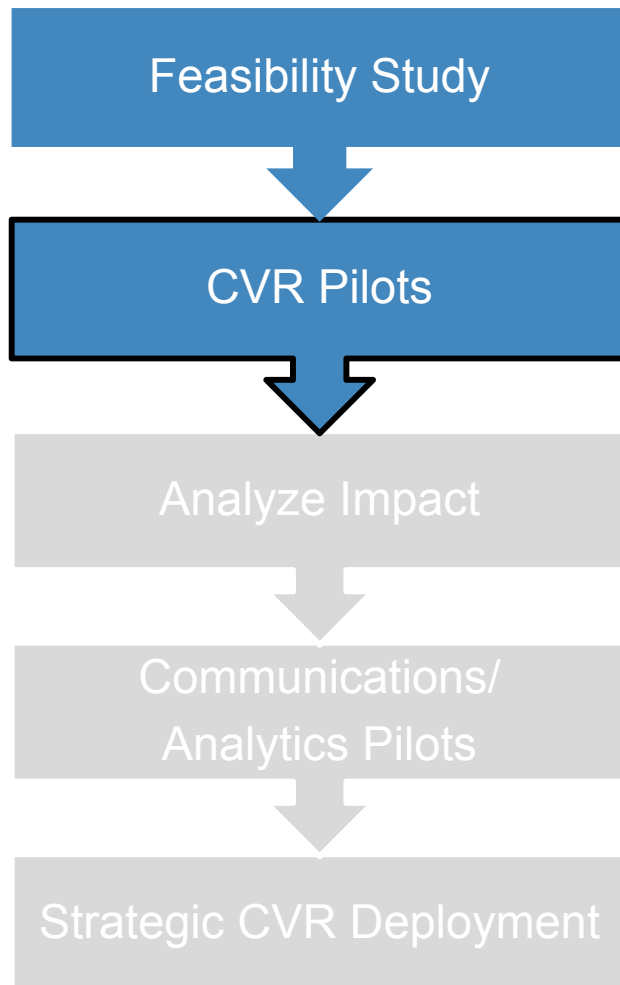 Feasibility Study
CVR Pilots
Analyze Impact
Communications/
Analytics Pilots
Strategic CVR Deployment